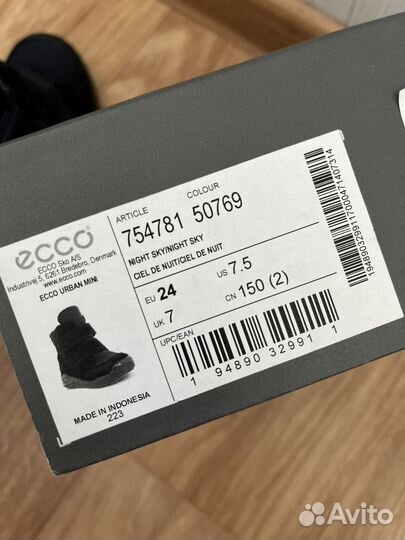 ecco
ECCO Sko A/S
Industrivej 5, 6261 Bredebro, Denmark
www.ecco.com
ECCO URBAN MINI
MADE IN INDONESIA
223
ARTICLE COLOUR
754781 50769
NIGHT SKY/NIGHT SKY
CIEL DE NUIT/CIEL DE NUIT
EU 24 US 7.5
UK 7 CN 150 (2)
UPC/EAN
1 94890 32991 1
Avito